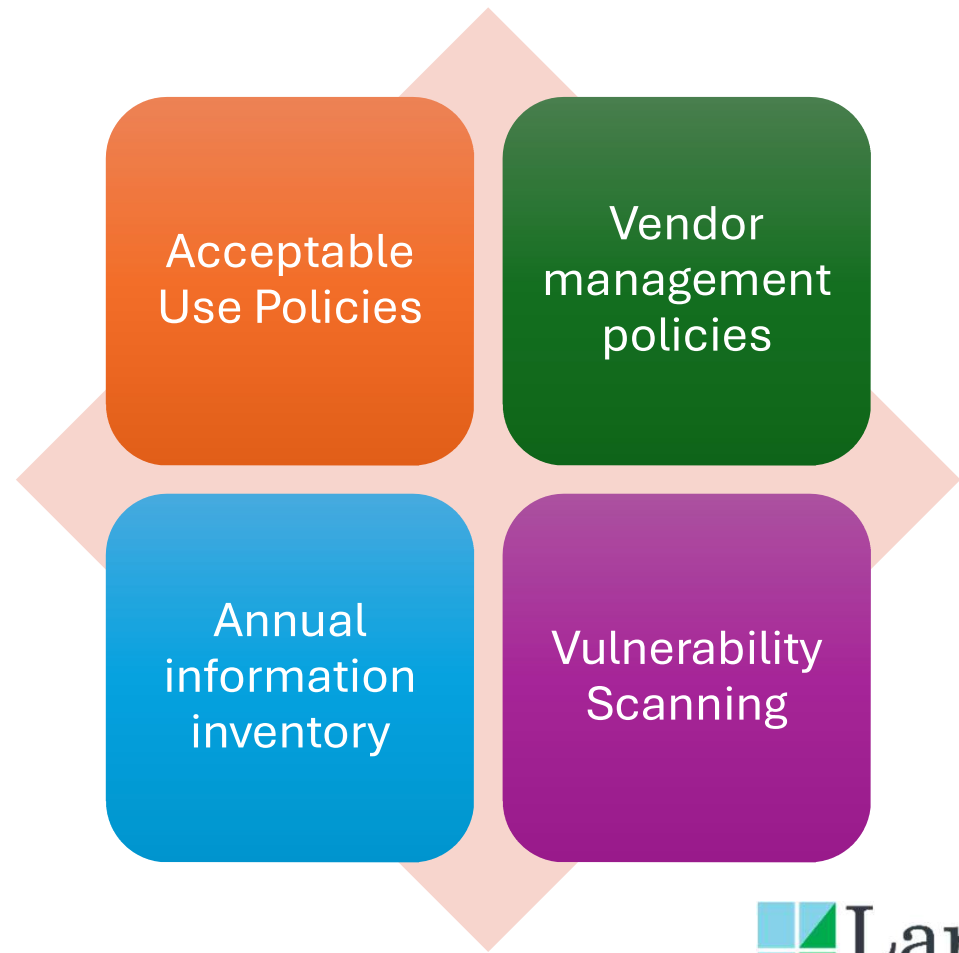 Acceptable
Use Policies
Vendor
management
policies
Annual
information
inventory
Vulnerability
Scanning